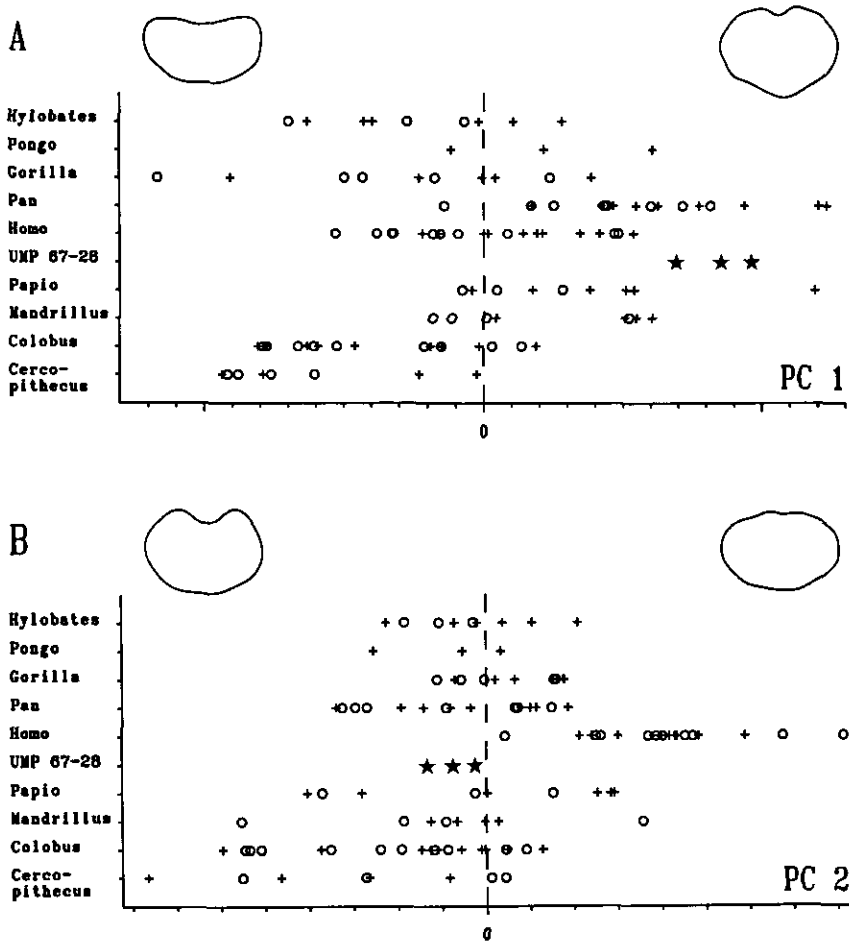 A
Hylobates
Pongo
Gorilla
Pan
Homo
UMP 67-28
Papio
Mandrillus
Colobus
Cerco-
pithecus
PC 1
0
B
Hylobates
Pongo
Gorilla
Pan
Homo
UMP 67-28
Papio
Mandrillus
Colobus
Cerco-
pithecus
PC 2
0